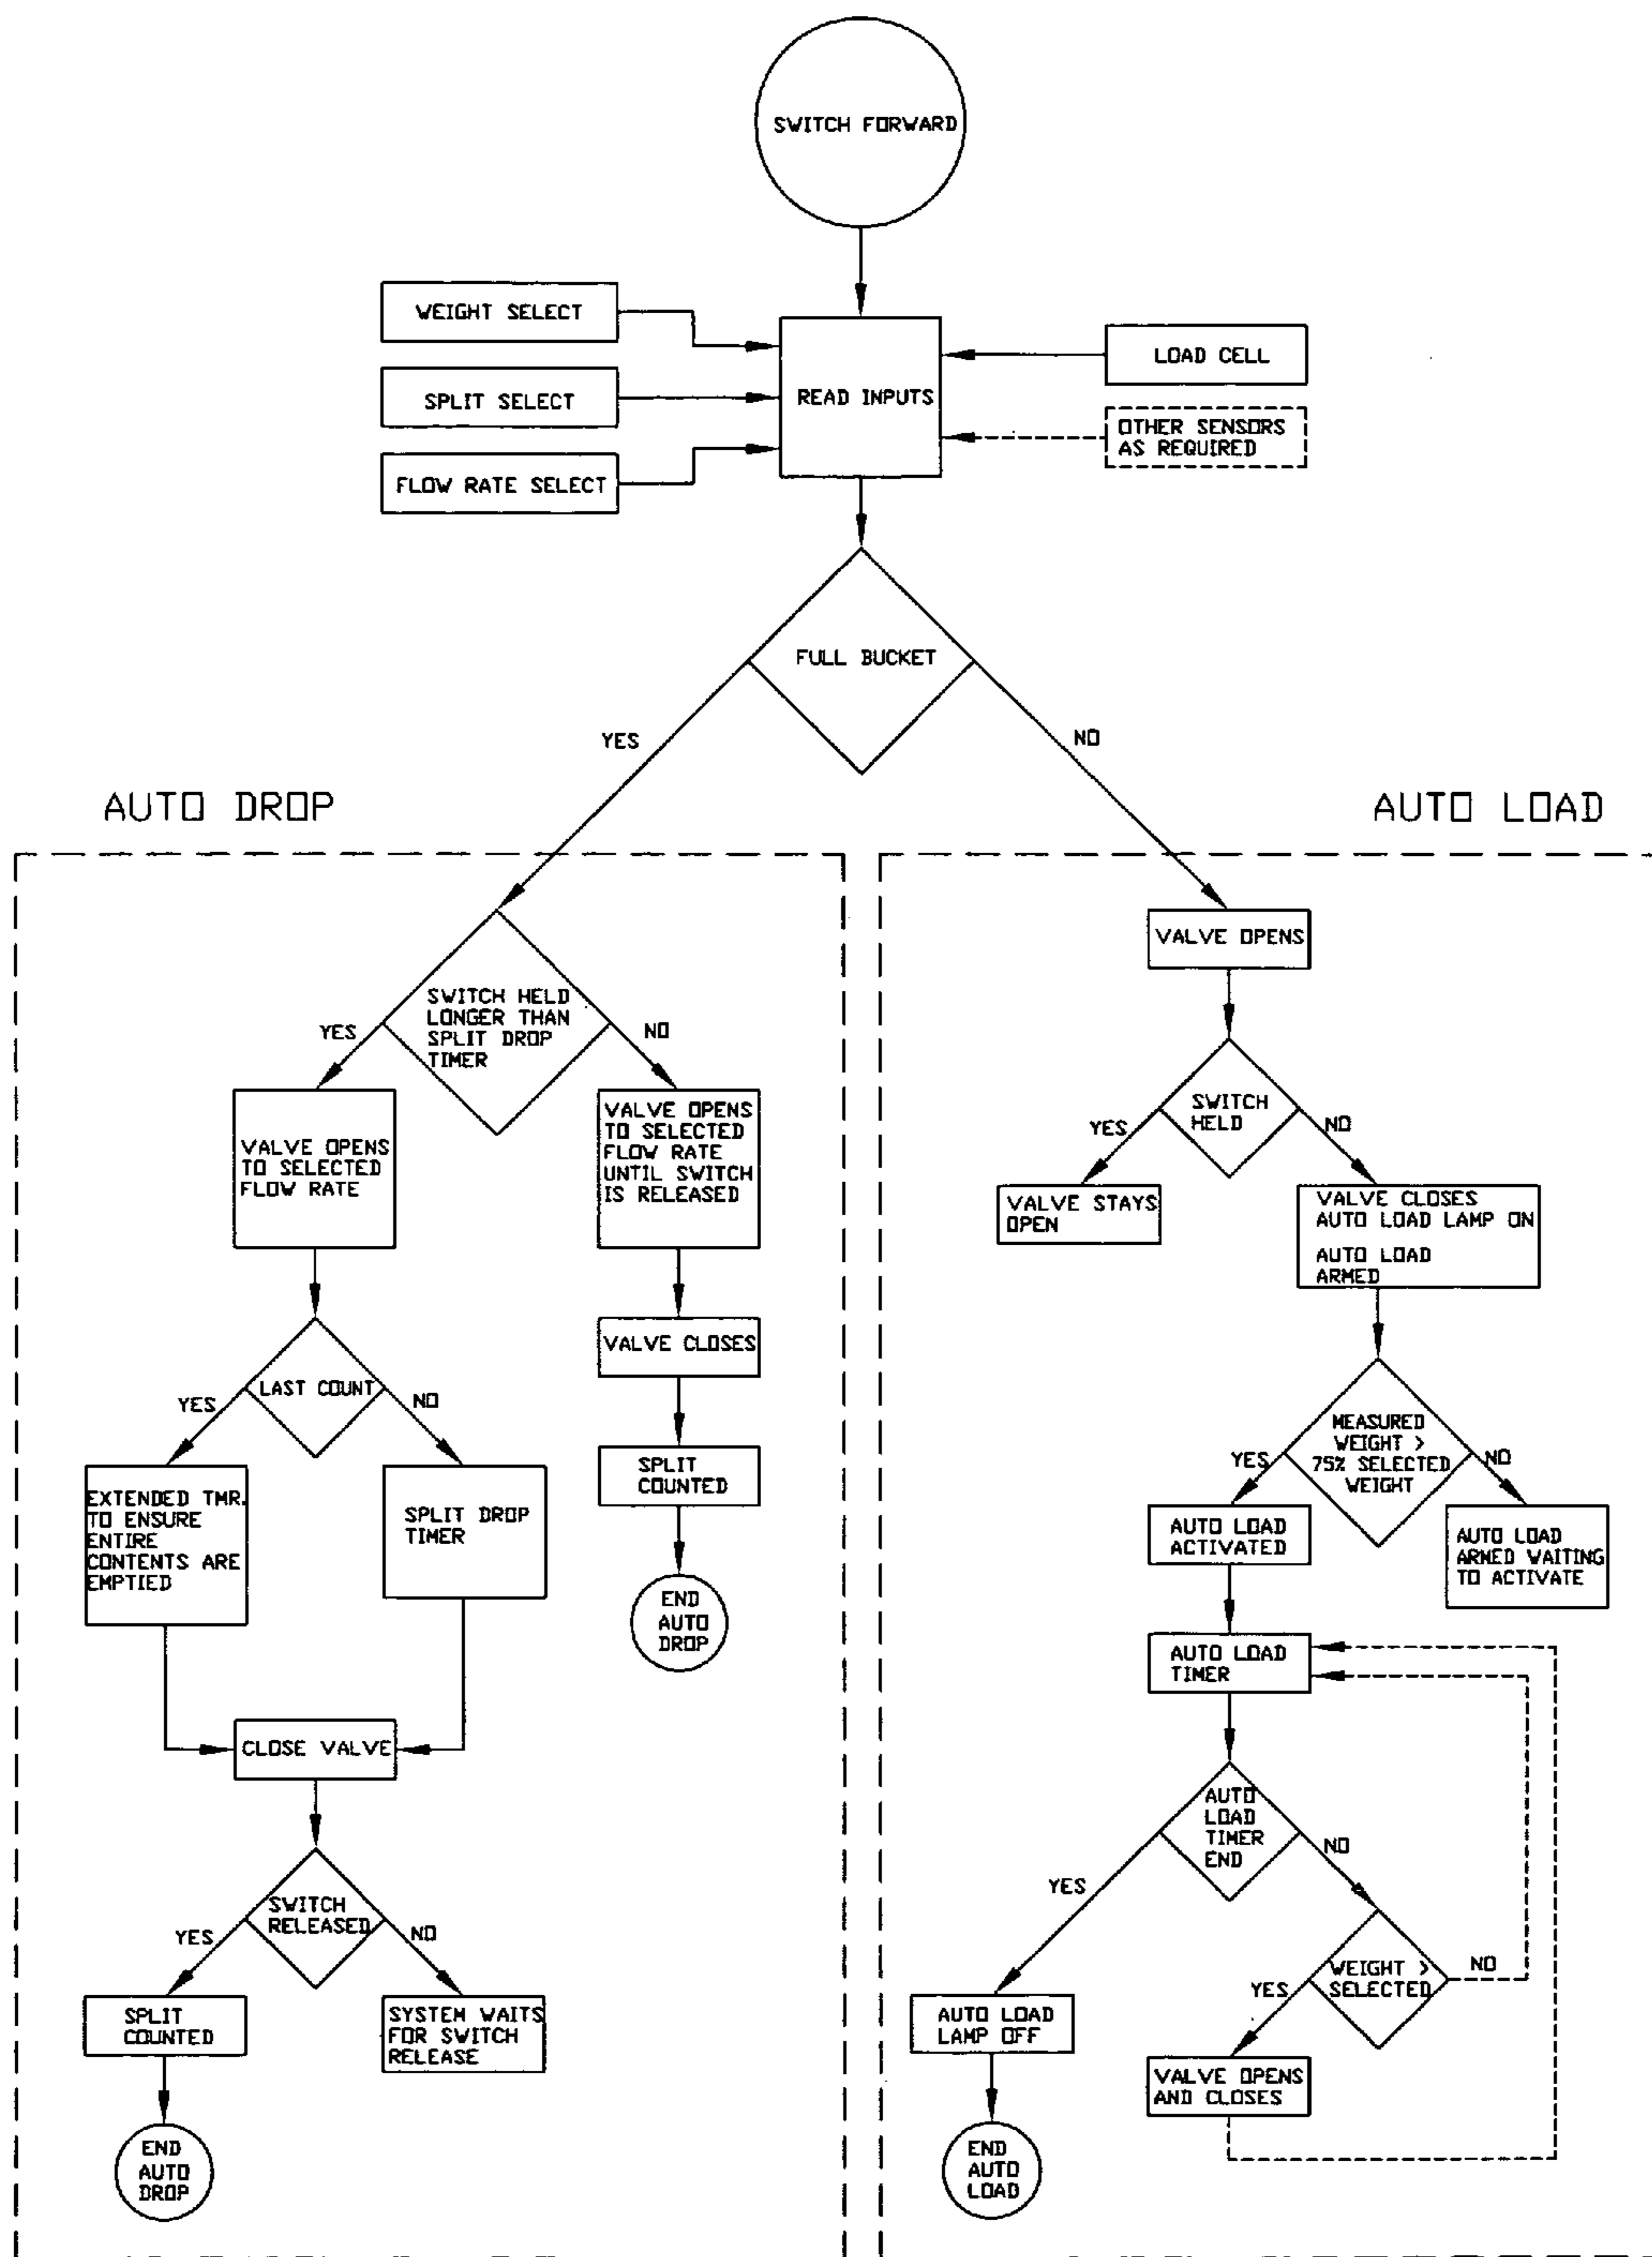 SWITCH FORWARD
WEIGHT SELECT
SPLIT SELECT
FLOW RATE SELECT
READ INPUTS
LOAD CELL
OTHER SENSORS
AS REQUIRED
FULL BUCKET
YES
NO
AUTO DROP
SWITCH HELD
LONGER THAN
SPLIT DROP
TIMER
YES
NO
VALVE OPENS
TO SELECTED
FLOW RATE
VALVE OPENS
TO SELECTED
FLOW RATE
UNTIL SWITCH
IS RELEASED
LAST COUNT
YES
NO
VALVE CLOSES
SPLIT
COUNTED
END
AUTO
DROP
EXTENDED TMR.
TO ENSURE
ENTIRE
CONTENTS ARE
EMPTIED
SPLIT DROP
TIMER
CLOSE VALVE
SWITCH
RELEASED
YES
NO
SPLIT
COUNTED
SYSTEM WAITS
FOR SWITCH
RELEASE
END
AUTO
DROP
AUTO LOAD
VALVE OPENS
SWITCH
HELD
YES
NO
VALVE STAYS
OPEN
VALVE CLOSES
AUTO LOAD LAMP ON
AUTO LOAD
ARMED
MEASURED
WEIGHT >
75% SELECTED
WEIGHT
YES
NO
AUTO LOAD
ACTIVATED
AUTO LOAD
ARMED WAITING
TO ACTIVATE
AUTO LOAD
TIMER
AUTO
LOAD
TIMER
END
YES
NO
WEIGHT >
SELECTED
YES
NO
AUTO LOAD
LAMP OFF
VALVE OPENS
AND CLOSES
END
AUTO
LOAD